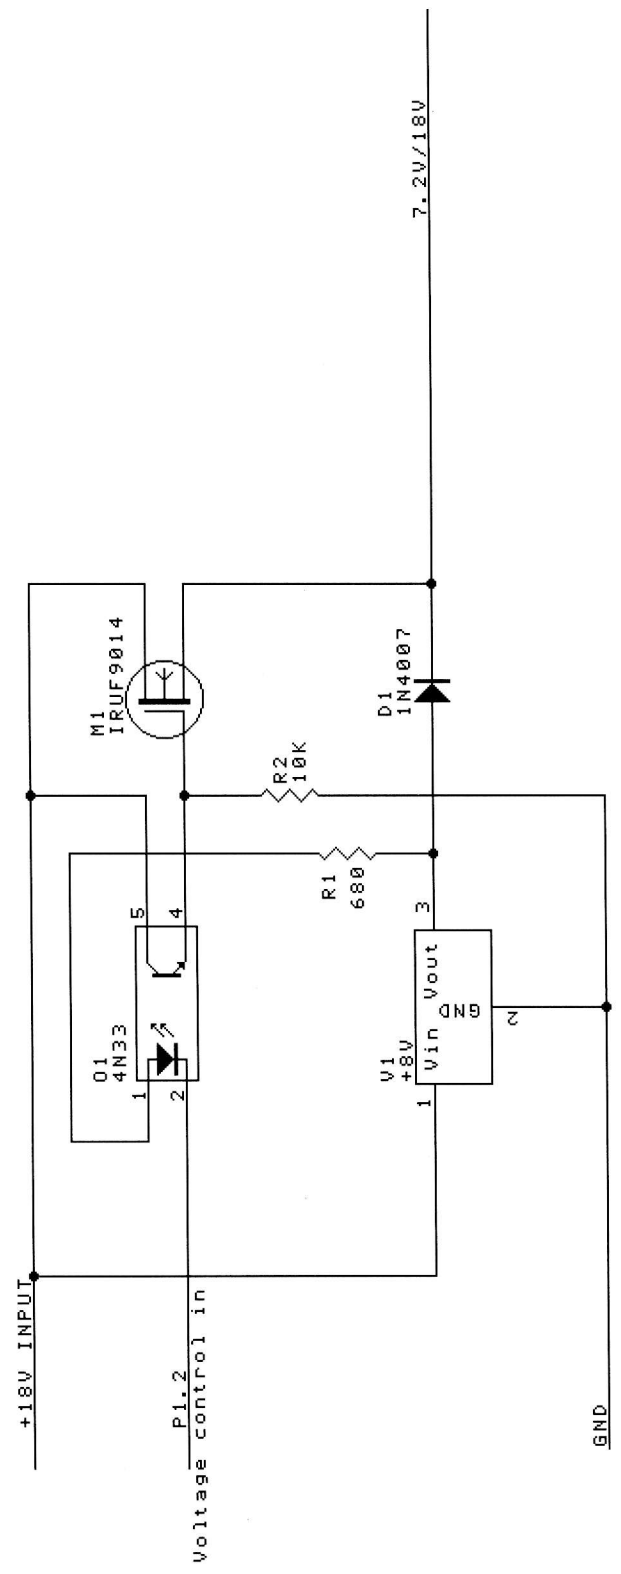 +18V INPUT
P1.2
Voltage control in
GND
O1
4N33
1
2
5
4
M1
IRUF9014
R1
680
R2
10K
V1
+8V
Vin Vout
GND
1
2
3
D1
1N4007
7.2V/18V